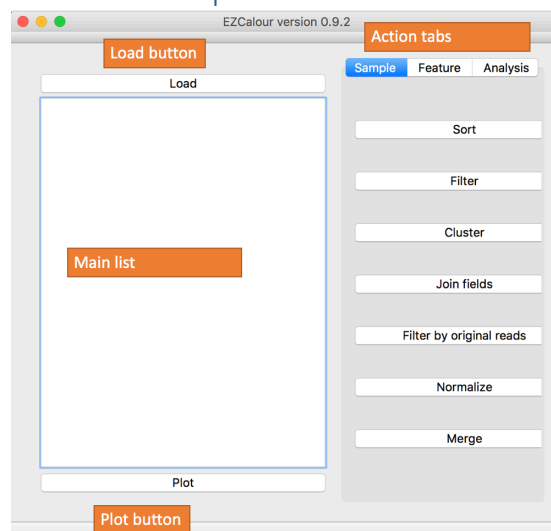 EZCalour version 0.9.2
Action tabs
Load button
Sample Feature Analysis
Load
Sort
Filter
Cluster
Main list
Join fields
Filter by original reads
Normalize
Merge
Plot
Plot button